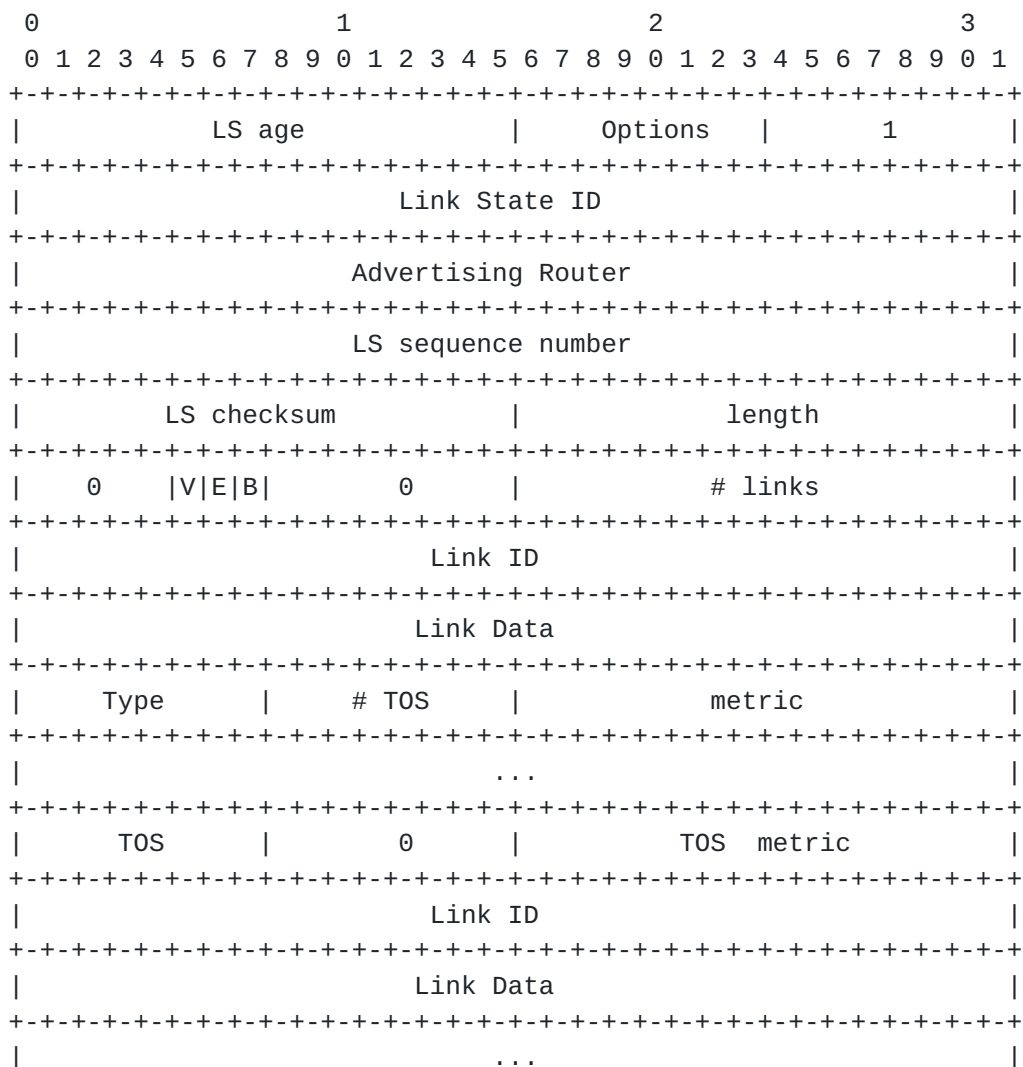 0                   1                   2                   3
 0 1 2 3 4 5 6 7 8 9 0 1 2 3 4 5 6 7 8 9 0 1 2 3 4 5 6 7 8 9 0 1
+-+-+-+-+-+-+-+-+-+-+-+-+-+-+-+-+-+-+-+-+-+-+-+-+-+-+-+-+-+-+-+-+
|            LS age             |     Options   |       1       |
+-+-+-+-+-+-+-+-+-+-+-+-+-+-+-+-+-+-+-+-+-+-+-+-+-+-+-+-+-+-+-+-+
|                        Link State ID                          |
+-+-+-+-+-+-+-+-+-+-+-+-+-+-+-+-+-+-+-+-+-+-+-+-+-+-+-+-+-+-+-+-+
|                     Advertising Router                        |
+-+-+-+-+-+-+-+-+-+-+-+-+-+-+-+-+-+-+-+-+-+-+-+-+-+-+-+-+-+-+-+-+
|                     LS sequence number                        |
+-+-+-+-+-+-+-+-+-+-+-+-+-+-+-+-+-+-+-+-+-+-+-+-+-+-+-+-+-+-+-+-+
|         LS checksum           |             length            |
+-+-+-+-+-+-+-+-+-+-+-+-+-+-+-+-+-+-+-+-+-+-+-+-+-+-+-+-+-+-+-+-+
|    0    |V|E|B|        0      |            # links            |
+-+-+-+-+-+-+-+-+-+-+-+-+-+-+-+-+-+-+-+-+-+-+-+-+-+-+-+-+-+-+-+-+
|                          Link ID                              |
+-+-+-+-+-+-+-+-+-+-+-+-+-+-+-+-+-+-+-+-+-+-+-+-+-+-+-+-+-+-+-+-+
|                         Link Data                             |
+-+-+-+-+-+-+-+-+-+-+-+-+-+-+-+-+-+-+-+-+-+-+-+-+-+-+-+-+-+-+-+-+
|     Type      |     # TOS     |            metric             |
+-+-+-+-+-+-+-+-+-+-+-+-+-+-+-+-+-+-+-+-+-+-+-+-+-+-+-+-+-+-+-+-+
|                              ...                              |
+-+-+-+-+-+-+-+-+-+-+-+-+-+-+-+-+-+-+-+-+-+-+-+-+-+-+-+-+-+-+-+-+
|      TOS      |        0      |          TOS  metric          |
+-+-+-+-+-+-+-+-+-+-+-+-+-+-+-+-+-+-+-+-+-+-+-+-+-+-+-+-+-+-+-+-+
|                          Link ID                              |
+-+-+-+-+-+-+-+-+-+-+-+-+-+-+-+-+-+-+-+-+-+-+-+-+-+-+-+-+-+-+-+-+
|                         Link Data                             |
+-+-+-+-+-+-+-+-+-+-+-+-+-+-+-+-+-+-+-+-+-+-+-+-+-+-+-+-+-+-+-+-+
|                              ...                              |